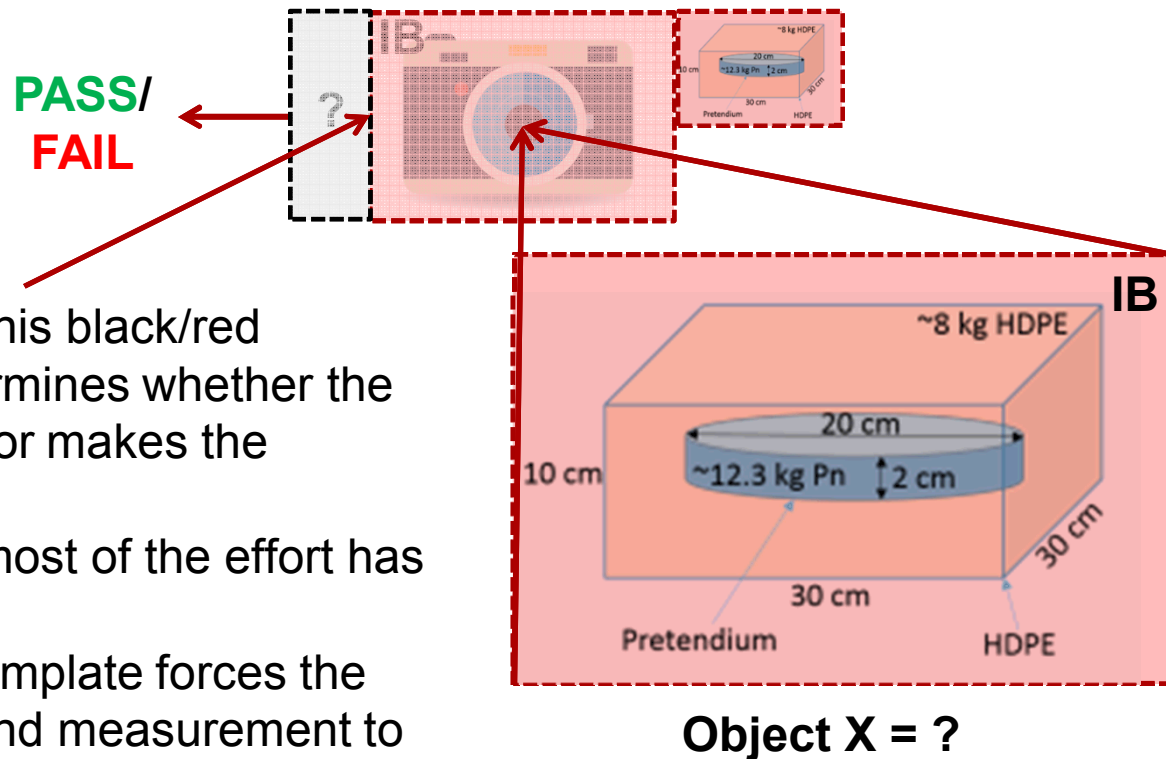 IB
~8 kg HDPE
20 cm
10 cm
~12.3 kg Pn
2 cm
30 cm
30 cm
Pretendium
HDPE
PASS/
FAIL
?
his black/red
rmines whether the
or makes the
most of the effort has
mplate forces the
nd measurement to
IB
~8 kg HDPE
20 cm
10 cm
~12.3 kg Pn
2 cm
30 cm
30 cm
Pretendium
HDPE
Object X = ?